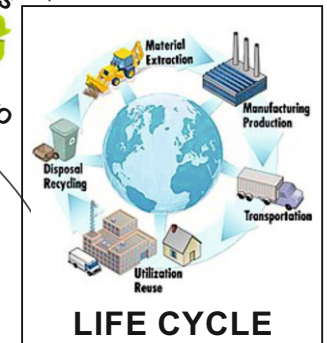 Material
Extraction
Manufacturing
Production
Transportation
Utilization
Reuse
Disposal
Recycling
LIFE CYCLE